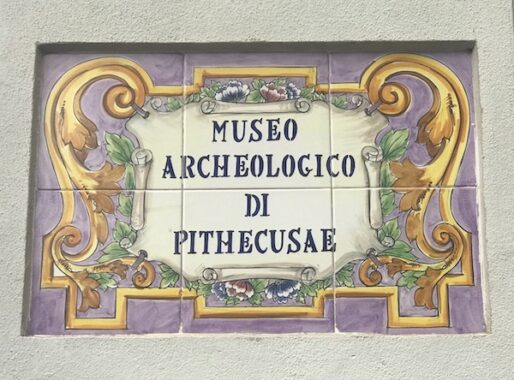 MUSEO
ARCHEOLOGICO
DI
PITHECUSAE